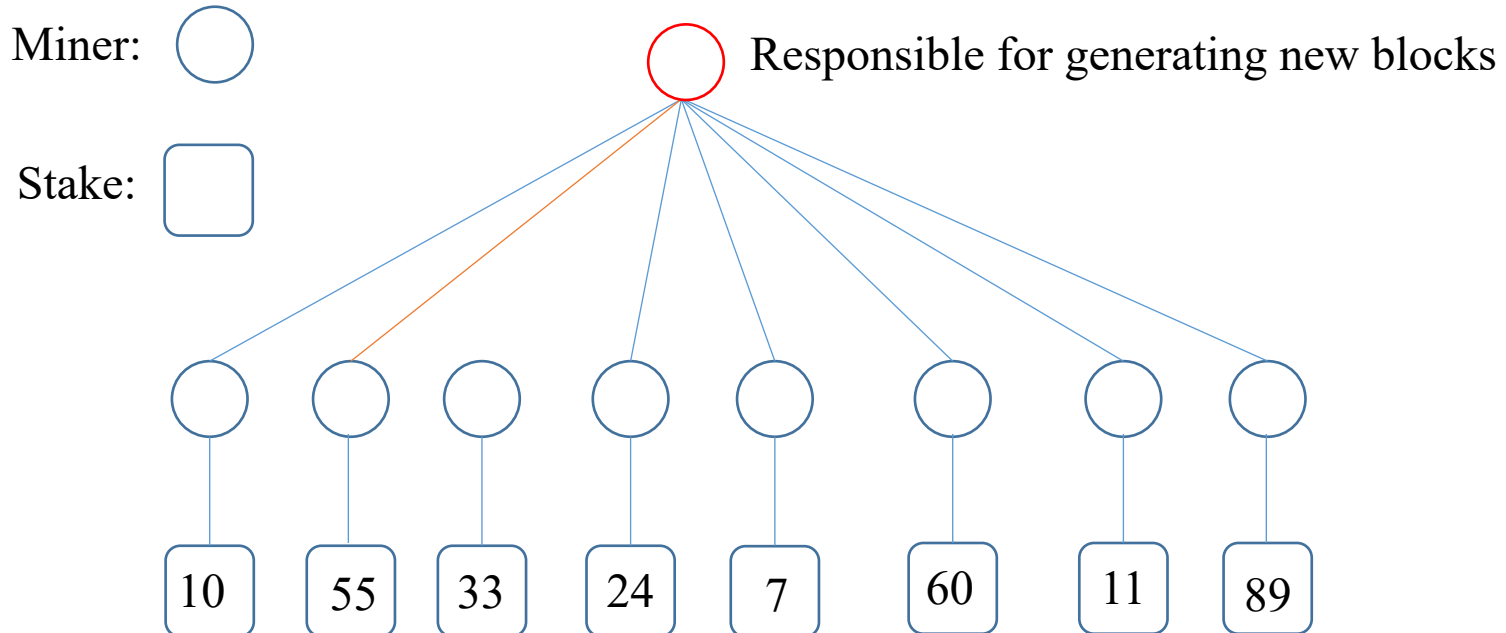 Miner:
Responsible for generating new blocks
Stake:
10 55 33 24 7 60 11 89